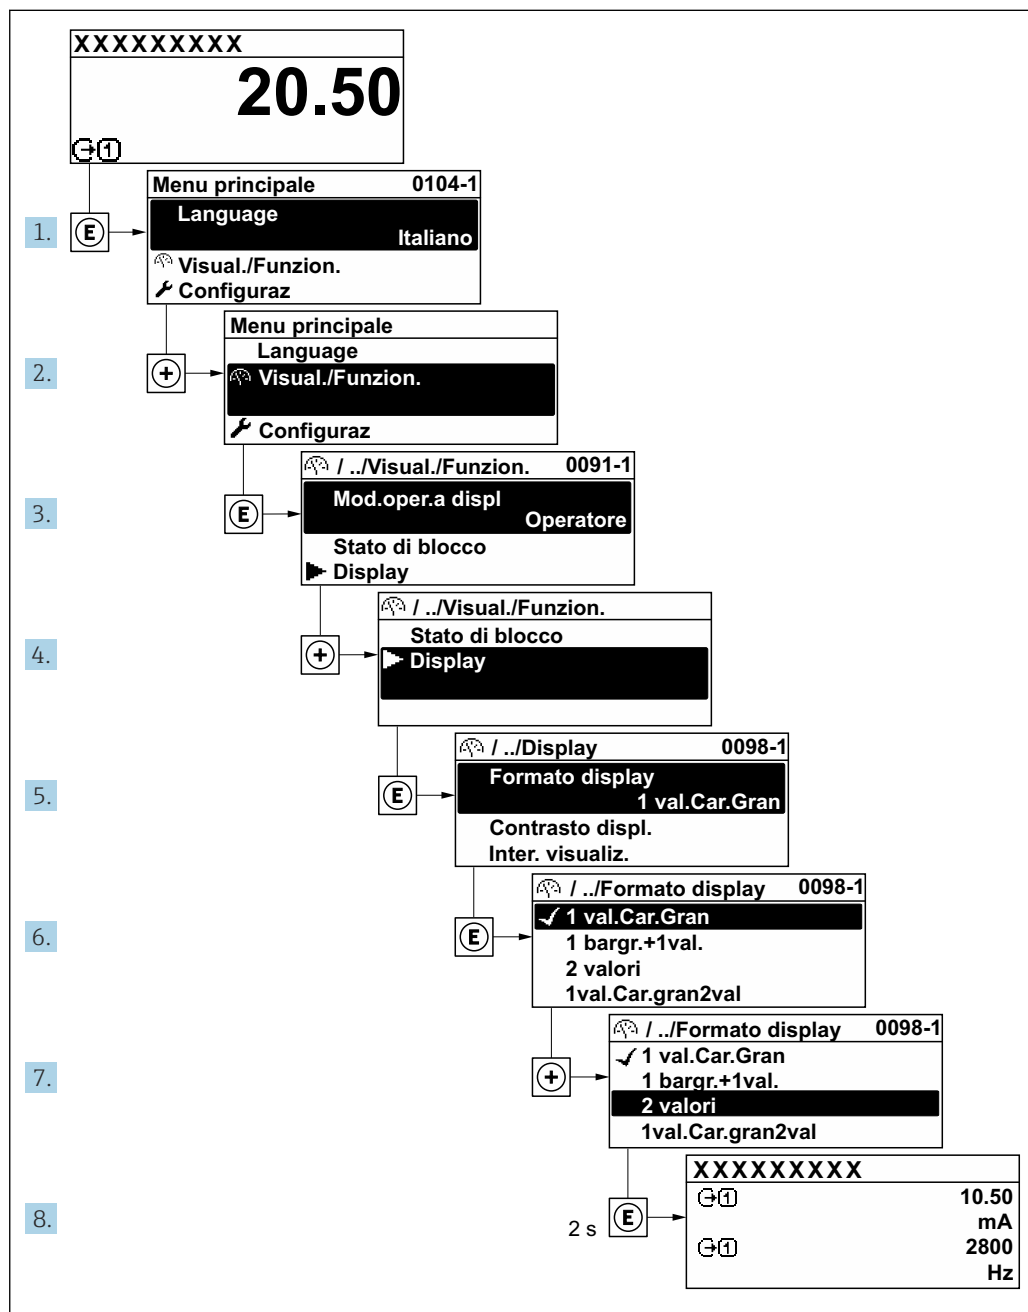 XXXXXXXXX
20.50
1
Menu principale 0104-1
1. E Language
Italiano
Visual./Funzion.
Configuraz
Menu principale
Language
2. + Visual./Funzion.
Configuraz
/ ../Visual./Funzion. 0091-1
3. E Mod.oper.a displ
Operatore
Stato di blocco
Display
/ ../Visual./Funzion.
Stato di blocco
4. + Display
/ ../Display 0098-1
5. E Formato display
1 val.Car.Gran
Contrasto displ.
Inter. visualiz.
/ ../Formato display 0098-1
1 val.Car.Gran
6. E 1 bargr.+1val.
2 valori
1val.Car.gran2val
/ ../Formato display 0098-1
1 val.Car.Gran
7. + 1 bargr.+1val.
2 valori
1val.Car.gran2val
XXXXXXXXX
1 10.50
8. 2 s E mA
1 2800
Hz